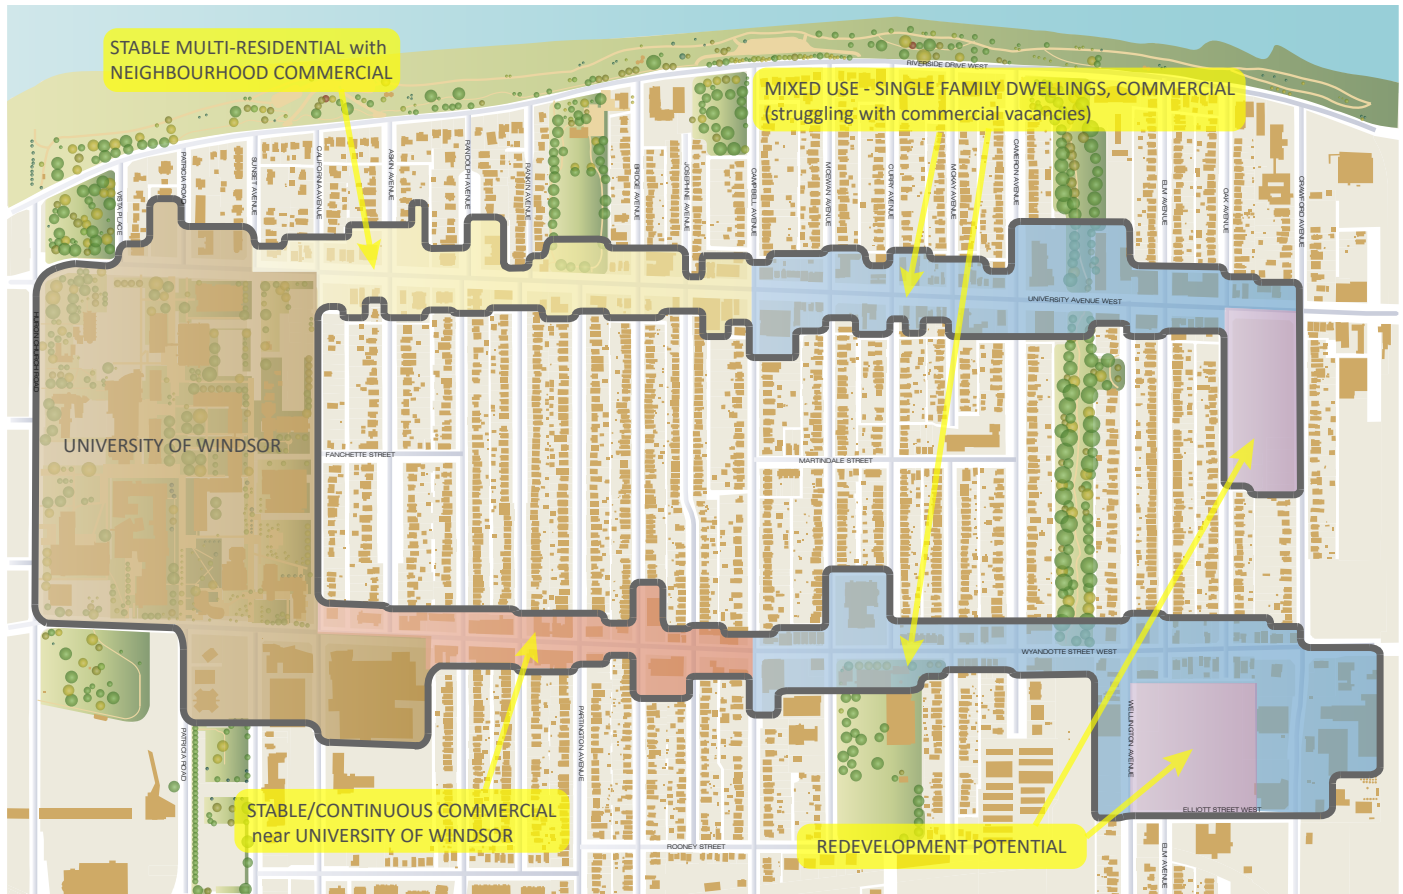 STABLE MULTI-RESIDENTIAL with
NEIGHBOURHOOD COMMERCIAL
RIVERSIDE DRIVE WEST
MIXED USE - SINGLE FAMILY DWELLINGS, COMMERCIAL
(struggling with commercial vacancies)
VISTA PLACE
PATRICIA ROAD
SUNSET AVENUE
CALIFORNIA AVENUE
ASKIN AVENUE
RANDOLPH AVENUE
RANKIN AVENUE
BRIDGE AVENUE
JOSEPHINE AVENUE
CAMPBELL AVENUE
MCEWAN AVENUE
CURRY AVENUE
MCKAY AVENUE
CAMERON AVENUE
ELM AVENUE
OAK AVENUE
CRAWFORD AVENUE
HURON CHURCH ROAD
UNIVERSITY AVENUE WEST
UNIVERSITY OF WINDSOR
FANCHETTE STREET
MARTINDALE STREET
WYANDOTTE STREET WEST
PATRICIA ROAD
PARTINGTON AVENUE
WELLINGTON AVENUE
STABLE/CONTINUOUS COMMERCIAL
near UNIVERSITY OF WINDSOR
ELLIOTT STREET WEST
ROONEY STREET
REDEVELOPMENT POTENTIAL
ELM AVENUE